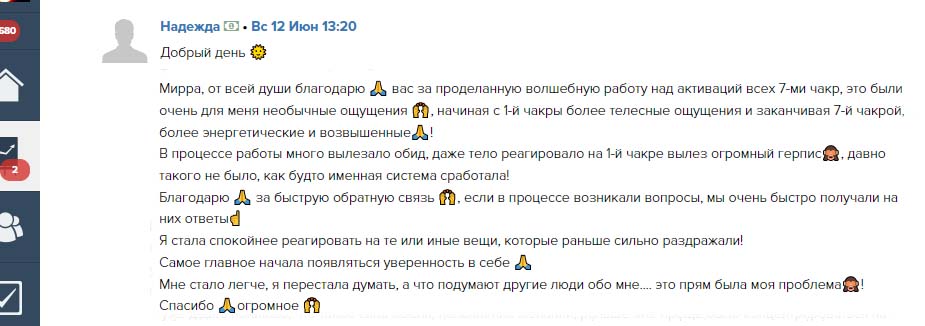 680
Надежда 💵 • Вс 12 Июн 13:20
Добрый день 🌞
Мирра, от всей души благодарю 🙏 вас за проделанную волшебную работу над активаций всех 7-ми чакр, это были
очень для меня необычные ощущения 🙌, начиная с 1-й чакры более телесные ощущения и заканчивая 7-й чакрой,
более энергетические и возвышенные🙏!
2
В процессе работы много вылезало обид, даже тело реагировало на 1-й чакре вылез огромный герпис🙈, давно
такого не было, как будто именная система сработала!
Благодарю 🙏 за быструю обратную связь 🙌, если в процессе возникали вопросы, мы очень быстро получали на
них ответы☝
Я стала спокойнее реагировать на те или иные вещи, которые раньше сильно раздражали!
Самое главное начала появляться уверенность в себе 🙏
Мне стало легче, я перестала думать, а что подумают другие люди обо мне.... это прям была моя проблема🙈!
Спасибо 🙏огромное 🙌